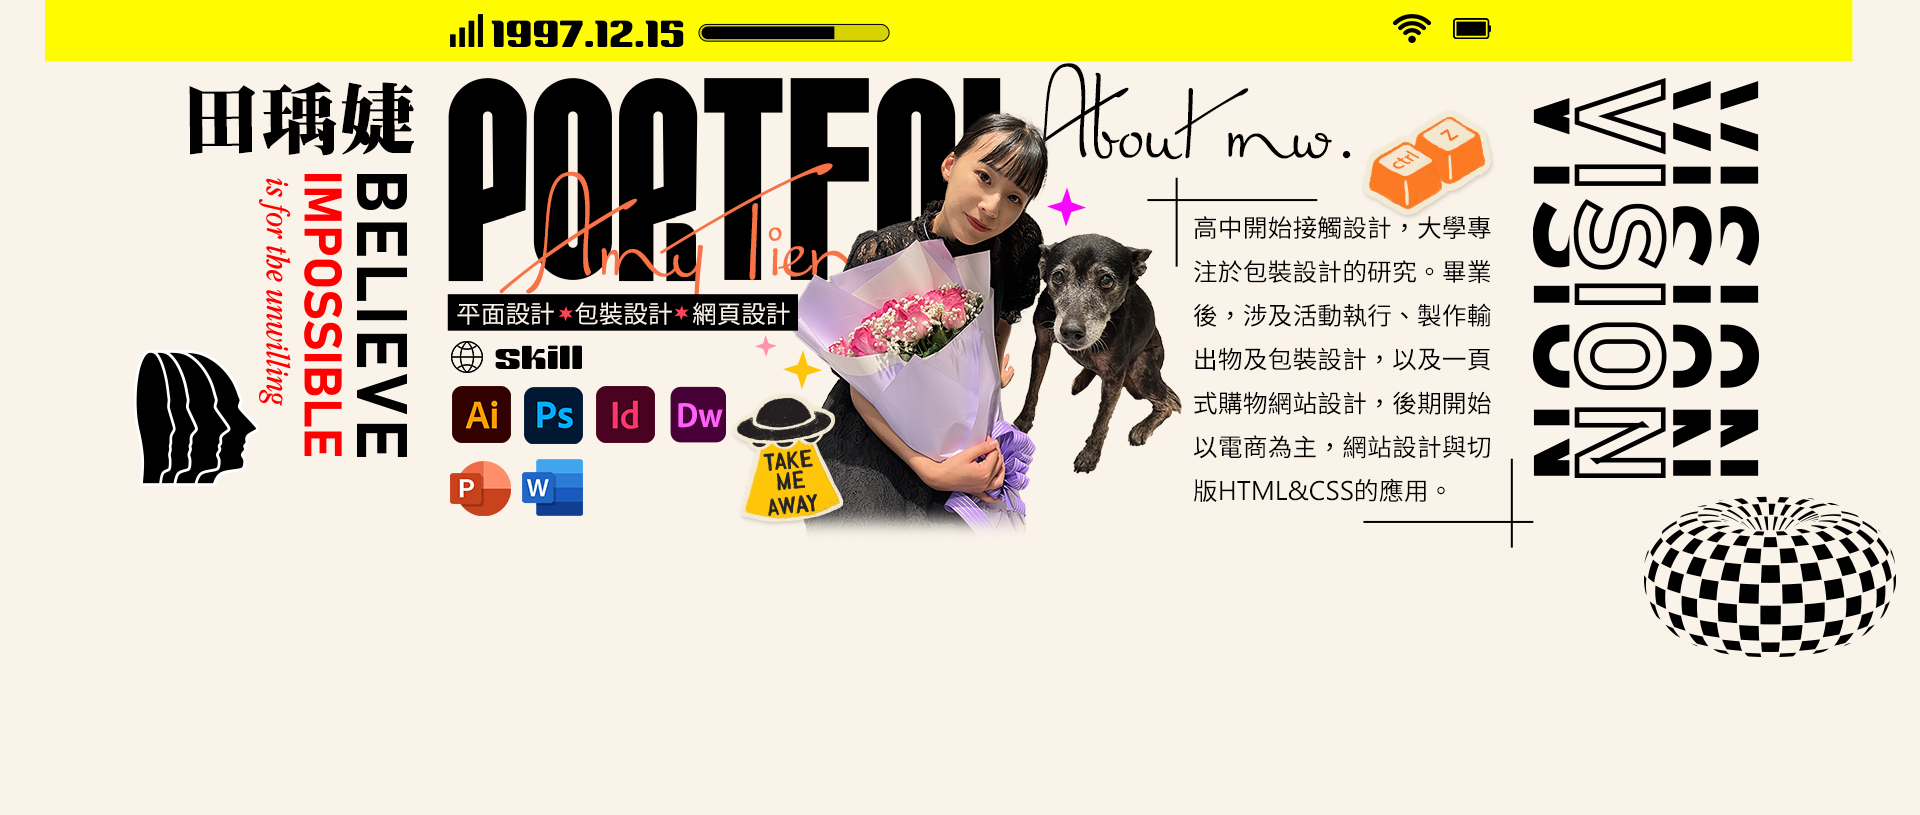 1997.12.15
田瑀婕
BELIEVE
IMPOSSIBLE
is for the unwilling
PORTFOL
Amy Tien
平面設計★包裝設計★網頁設計
skill
Ai Ps Id Dw
P W
TAKE
ME
AWAY
About me.
ctrl Z
高中開始接觸設計，大學專
注於包裝設計的研究。畢業
後，涉及活動執行、製作輸
出物及包裝設計，以及一頁
式購物網站設計，後期開始
以電商為主，網站設計與切
版HTML&CSS的應用。
VISION
VISION
VISION
VISION